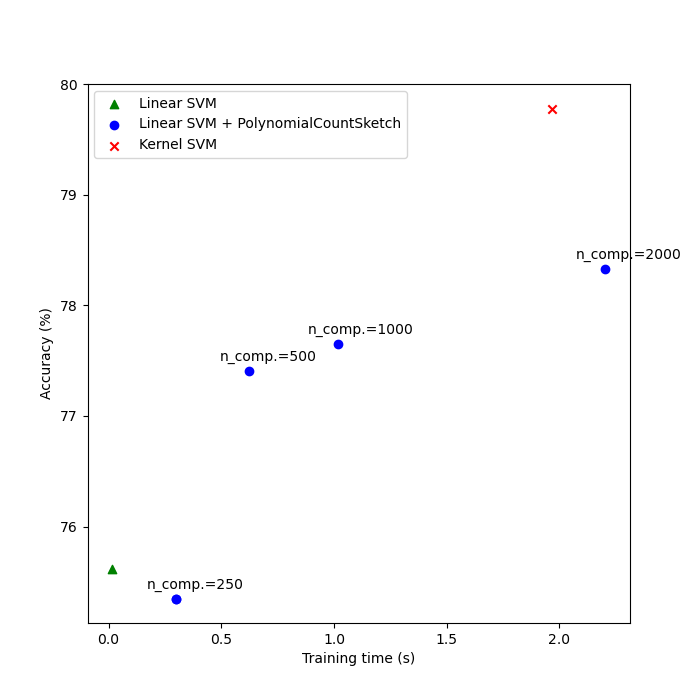 Linear SVM
Linear SVM + PolynomialCountSketch
Kernel SVM
80
79
78
77
76
Accuracy (%)
n_comp.=2000
n_comp.=1000
n_comp.=500
n_comp.=250
0.0 0.5 1.0 1.5 2.0
Training time (s)